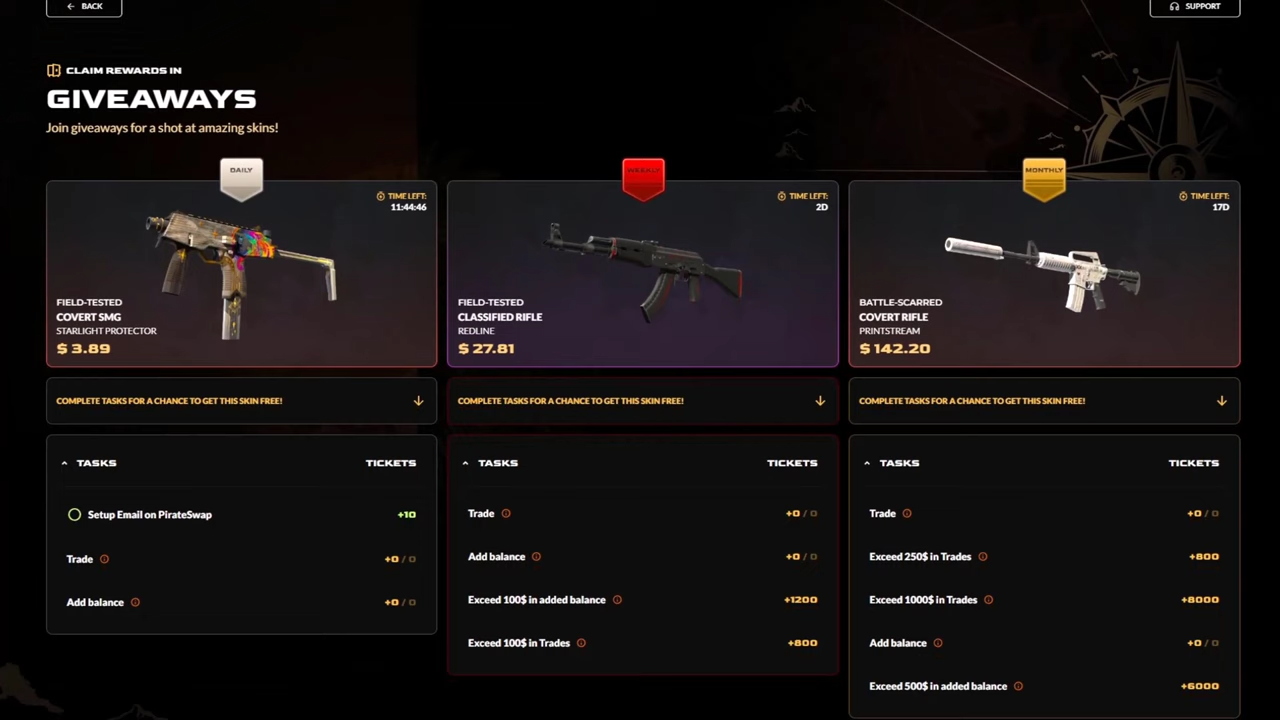 BACK
SUPPORT
CLAIM REWARDS IN
GIVEAWAYS
Join giveaways for a shot at amazing skins!
DAILY
TIME LEFT:
11:44:46
FIELD-TESTED
COVERT SMG
STARLIGHT PROTECTOR
$ 3.89
COMPLETE TASKS FOR A CHANCE TO GET THIS SKIN FREE!
TASKS TICKETS
Setup Email on PirateSwap +10
Trade +0 / 0
Add balance +0 / 0
WEEKLY
TIME LEFT:
2D
FIELD-TESTED
CLASSIFIED RIFLE
REDLINE
$ 27.81
COMPLETE TASKS FOR A CHANCE TO GET THIS SKIN FREE!
TASKS TICKETS
Trade +0 / 0
Add balance +0 / 0
Exceed 100$ in added balance +1200
Exceed 100$ in Trades +800
MONTHLY
TIME LEFT:
17D
BATTLE-SCARRED
COVERT RIFLE
PRINTSTREAM
$ 142.20
COMPLETE TASKS FOR A CHANCE TO GET THIS SKIN FREE!
TASKS TICKETS
Trade +0 / 0
Exceed 250$ in Trades +800
Exceed 1000$ in Trades +8000
Add balance +0 / 0
Exceed 500$ in added balance +6000